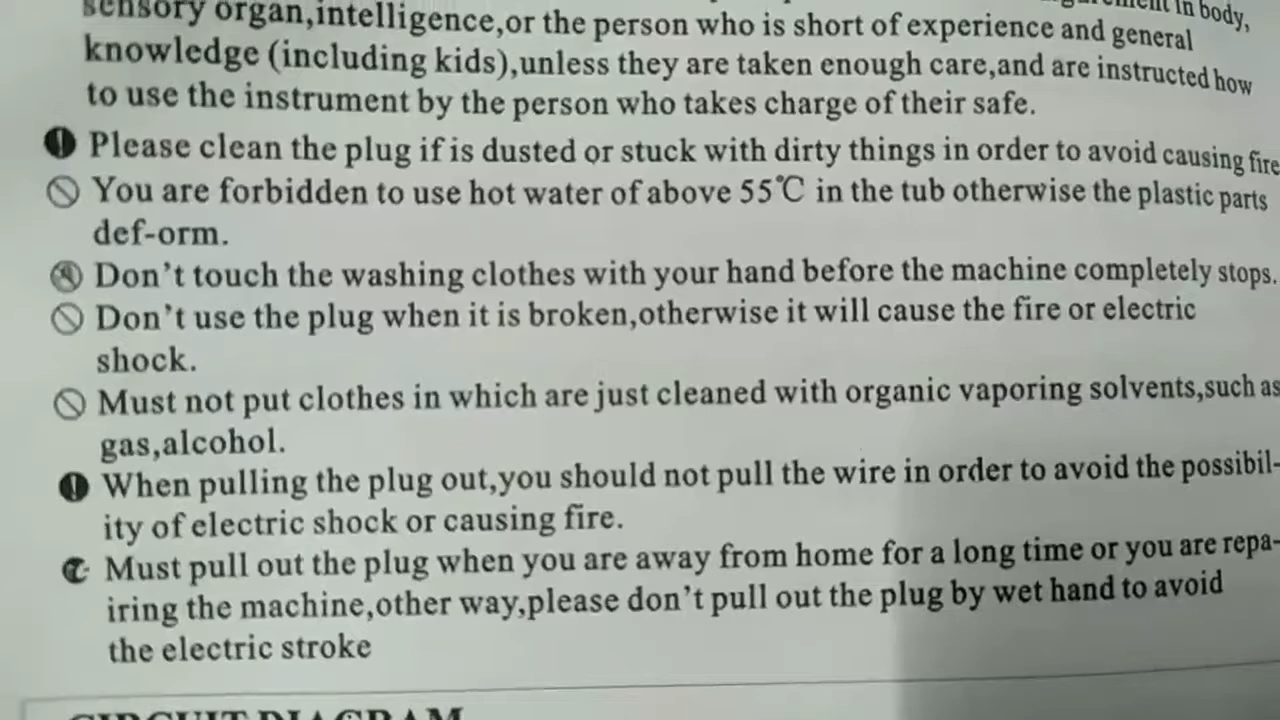 sensory organ,intelligence,or the person who is short of experience and general
in body,
knowledge (including kids),unless they are taken enough care,and are instructed how
to use the instrument by the person who takes charge of their safe.
Please clean the plug if is dusted or stuck with dirty things in order to avoid causing fire
You are forbidden to use hot water of above 55℃ in the tub otherwise the plastic parts
def-orm.
Don't touch the washing clothes with your hand before the machine completely stops.
Don't use the plug when it is broken,otherwise it will cause the fire or electric
shock.
Must not put clothes in which are just cleaned with organic vaporing solvents,such as
gas,alcohol.
When pulling the plug out,you should not pull the wire in order to avoid the possibil-
ity of electric shock or causing fire.
Must pull out the plug when you are away from home for a long time or you are repa-
iring the machine,other way,please don't pull out the plug by wet hand to avoid
the electric stroke
CIRCUIT DIAGRAM